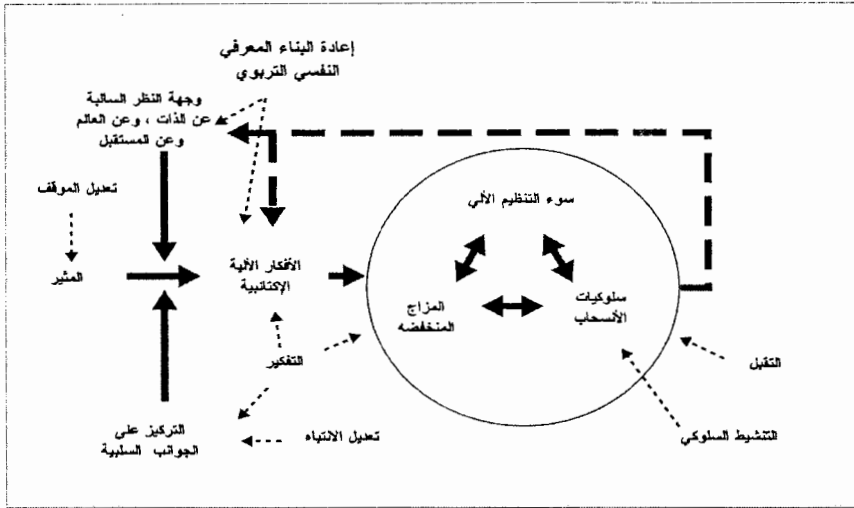 إعادة البناء المعرفي
النفسي التربوي
وجهة النظر السالبة
عن للذات ، وعن العالم
وعن المستقبل
تعديل الموقف
سوء التنظيم الألي
المثير
الأفكار الألية
الإكتئابية
سلوكيات
الأنسحاب
المزاج
المنخفضه
التفكير
التقبل
التركيز على
الجوانب السلبية
تعديل الانتباه
التنشيط السلوكي